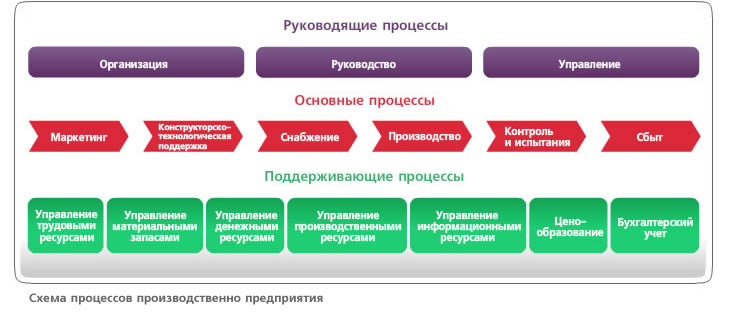 Руководящие процессы
Организация
Руководство
Управление
Основные процессы
Маркетинг
Конструкторско-
технологическая
поддержка
Снабжение
Производство
Контроль
и испытания
Сбыт
Поддерживающие процессы
Управление
трудовыми
ресурсами
Управление
материальными
запасами
Управление
денежными
ресурсами
Управление
производственными
ресурсами
Управление
информационными
ресурсами
Цено-
образование
Бухгалтерский
учет
Схема процессов производственно предприятия